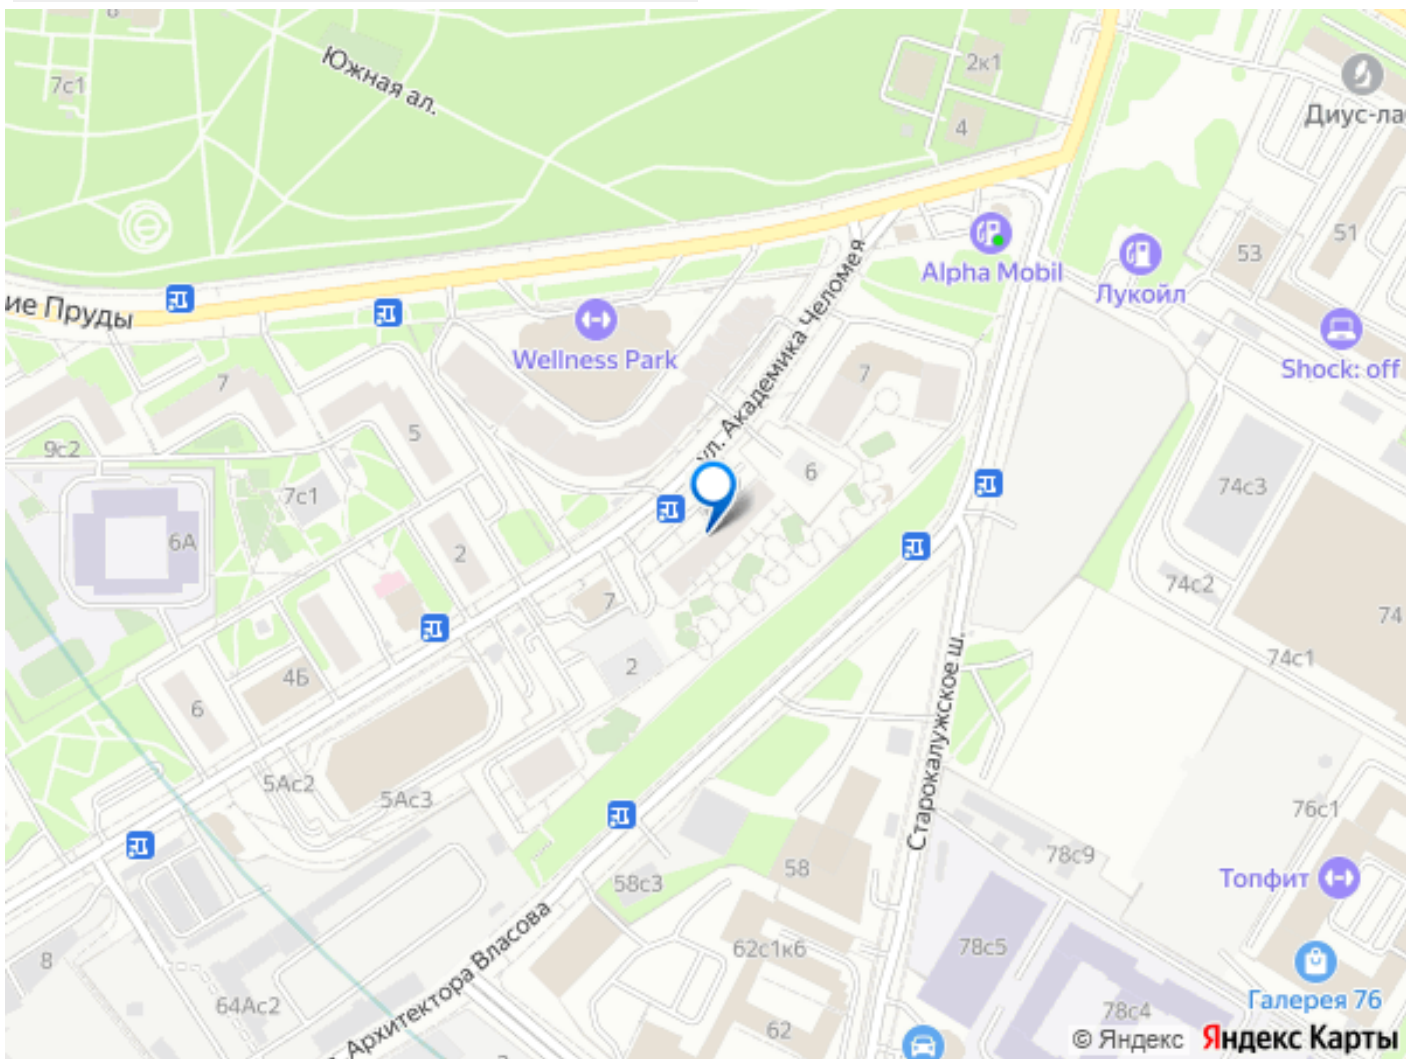 8
Южная ал.
7с1
2к1
4
Диус-ла
51
53
Alpha Mobil
Лукойл
ие Пруды
ул. Академика Челомея
Wellness Park
Shock: off
7
7
5
9с2
7с1
6
74с3
6А
2
7
74с2
74
4Б
2
74с1
6
Старокалужское ш.
5Ас2
5Ас3
76с1
78с9
58
58с3
Топфит
Архитектора Власова
62с1к6
78с5
8
64Ас2
Галерея 76
78с4
62
© Яндекс Яндекс Карты